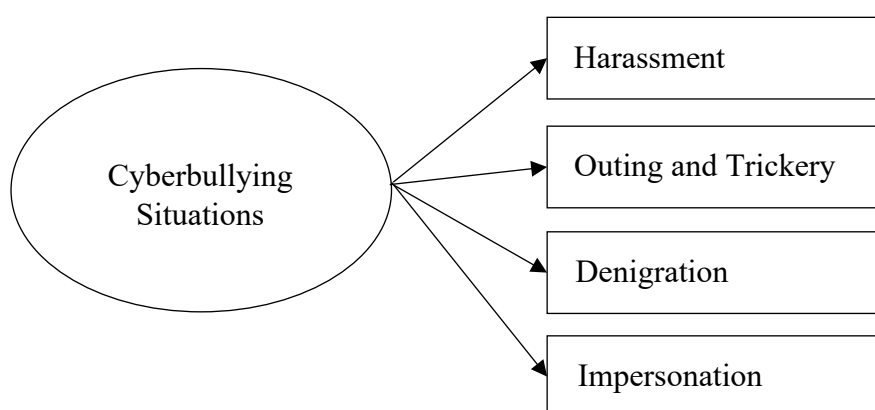 Cyberbullying
Situations
Harassment
Outing and Trickery
Denigration
Impersonation